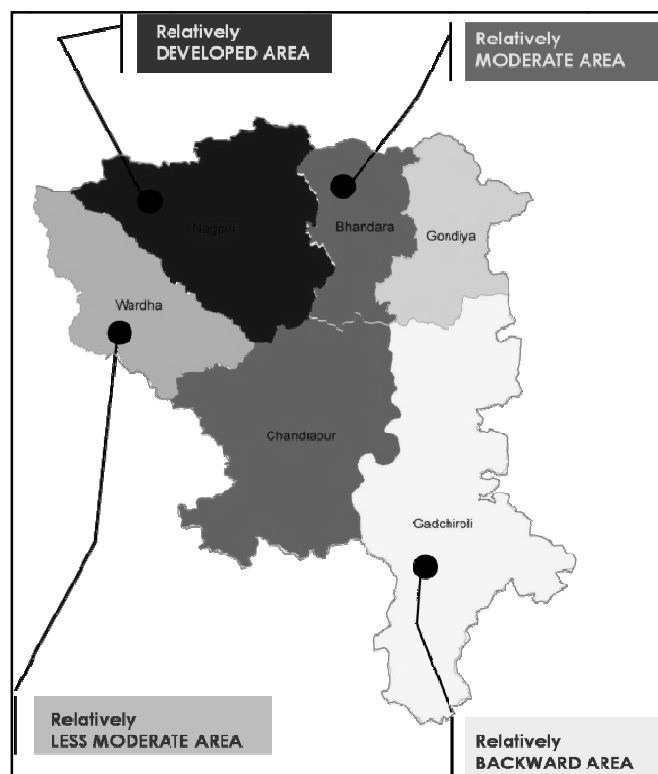 Relatively
DEVELOPED AREA
Relatively
MODERATE AREA
Nagpur
Bhandara
Gondiya
Wardha
Chandrapur
Gadchiroli
Relatively
LESS MODERATE AREA
Relatively
BACKWARD AREA